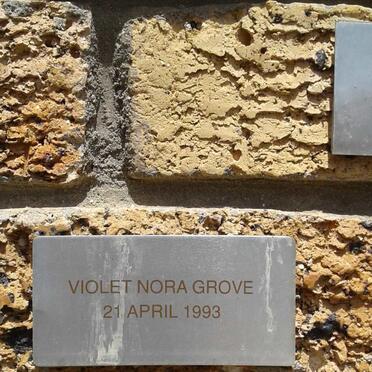 VIOLET NORA GROVE
21 APRIL 1993